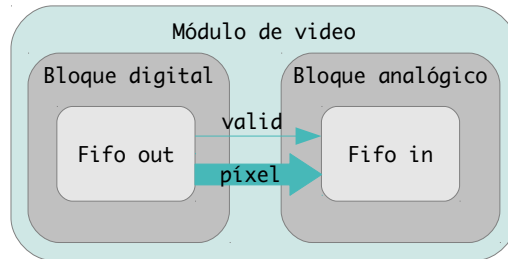 Módulo de video
Bloque digital
Bloque analógico
valid
Fifo out
Fifo in
píxel